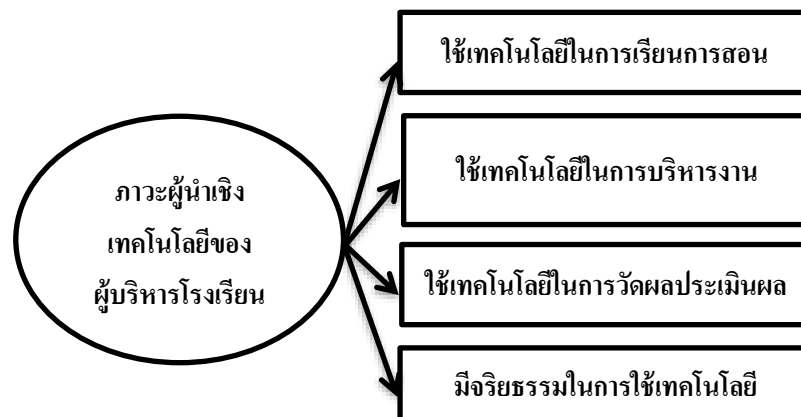 ภาวะผู้นำเชิง
เทคโนโลยีของ
ผู้บริหารโรงเรียน
ใช้เทคโนโลยีในการเรียนการสอน
ใช้เทคโนโลยีในการบริหารงาน
ใช้เทคโนโลยีในการวัดผลประเมินผล
มีจริยธรรมในการใช้เทคโนโลยี